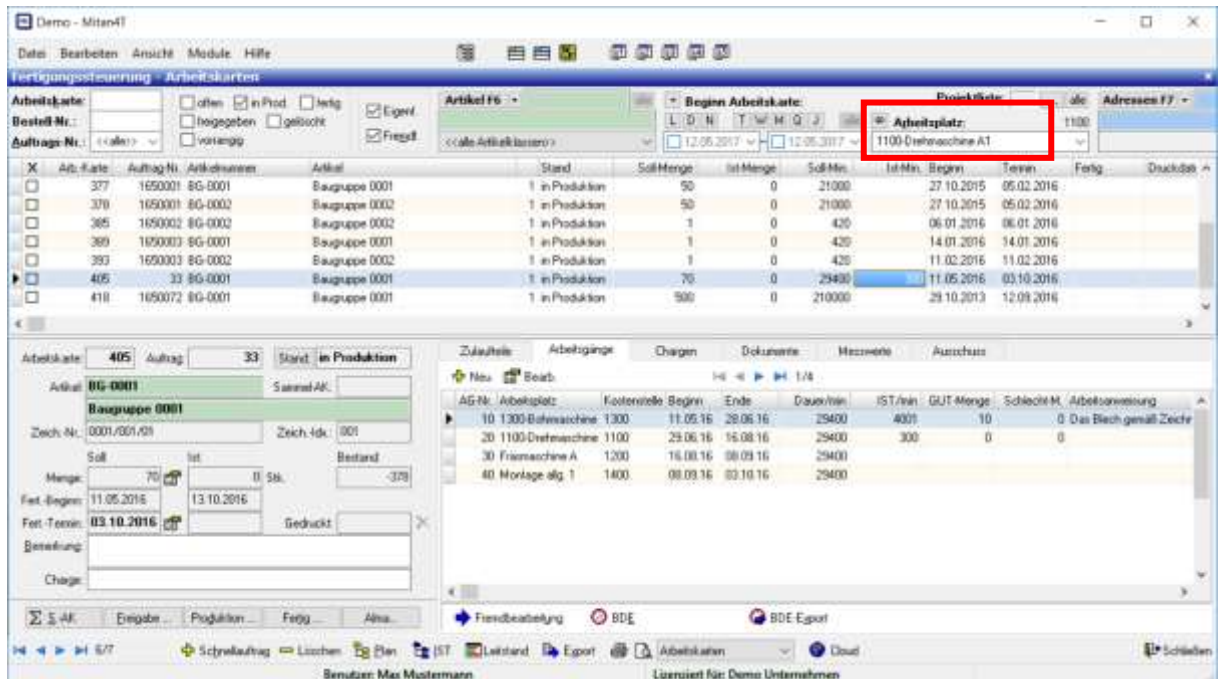 Demo - Mitan4T
Datei Bearbeiten Ansicht Module Hilfe
Fertigungssteuerung - Arbeitskarten
Arbeitskarte: offen in Prod. fertig Eigenf. Artikel F6 Beginn Arbeitskarte: Projektliste: alle Adressen F7
Bestell-Nr.: freigegeben gelöscht L D N T W M Q J Arbeitsplatz: 1100
Auftrags-Nr.: <<alle>> vorrangig Fremdf. <<alle Artikelklassen>> 12.05.2017 - 12.05.2017 1100-Drehmaschine A1
X Arb.-Karte Auftrag-Nr. Artikelnummer Artikel Stand Soll-Menge Ist-Menge Soll-Min. Ist-Min. Beginn Termin Fertig
377 1650001 BG-0001 Baugruppe 0001 1 in Produktion 50 0 21000 27.10.2015 05.02.2016
378 1650001 BG-0002 Baugruppe 0002 1 in Produktion 50 0 21000 27.10.2015 05.02.2016
385 1650002 BG-0002 Baugruppe 0002 1 in Produktion 1 0 420 06.01.2016 06.01.2016
389 1650003 BG-0001 Baugruppe 0001 1 in Produktion 1 0 420 14.01.2016 14.01.2016
393 1650003 BG-0002 Baugruppe 0002 1 in Produktion 1 0 420 11.02.2016 11.02.2016
405 33 BG-0001 Baugruppe 0001 1 in Produktion 70 0 29400 11.05.2016 03.10.2016
418 1650072 BG-0001 Baugruppe 0001 1 in Produktion 500 0 210000 29.10.2013 12.09.2016
Arbeitskarte: 405 Auftrag: 33 Stand: in Produktion
Artikel: BG-0001 Sammel-AK:
Baugruppe 0001
Zeich.-Nr.: 0001/001/01 Zeich.-Idx.: 001
Soll Ist Bestand
Menge: 70 0 Stk. -378
Fert.-Beginn: 11.05.2016 13.10.2016
Fert.-Termin: 03.10.2016 Gedruckt:
Bemerkung:
Charge:
Σ S-AK Freigabe ... Produktion ... Fertig ...
Zulaufteile Arbeitsgänge Chargen Dokumente Messwerte Ausschuss
Neu Bearb. 1/4
AG-Nr. Arbeitsplatz Kostenstelle Beginn Ende Dauer/min IST/min GUT-Menge Schlecht-M. Arbeitsanweisung
10 1300-Bohrmaschine 1300 11.05.16 28.06.16 29400 4001 10 0 Das Blech gemäß Zeichn
20 1100-Drehmaschine 1100 29.06.16 16.08.16 29400 300 0 0
30 Fräsmaschine A 1200 16.08.16 08.09.16 29400
40 Montage allg. 1 1400 08.09.16 03.10.16 29400
Fremdbearbeitung BDE BDE-Export
6/7 Schnellauftrag Löschen Plan IST Leitstand Export Arbeitskarten Cloud Schließen
Benutzer: Max Mustermann Lizenziert für: Demo Unternehmen